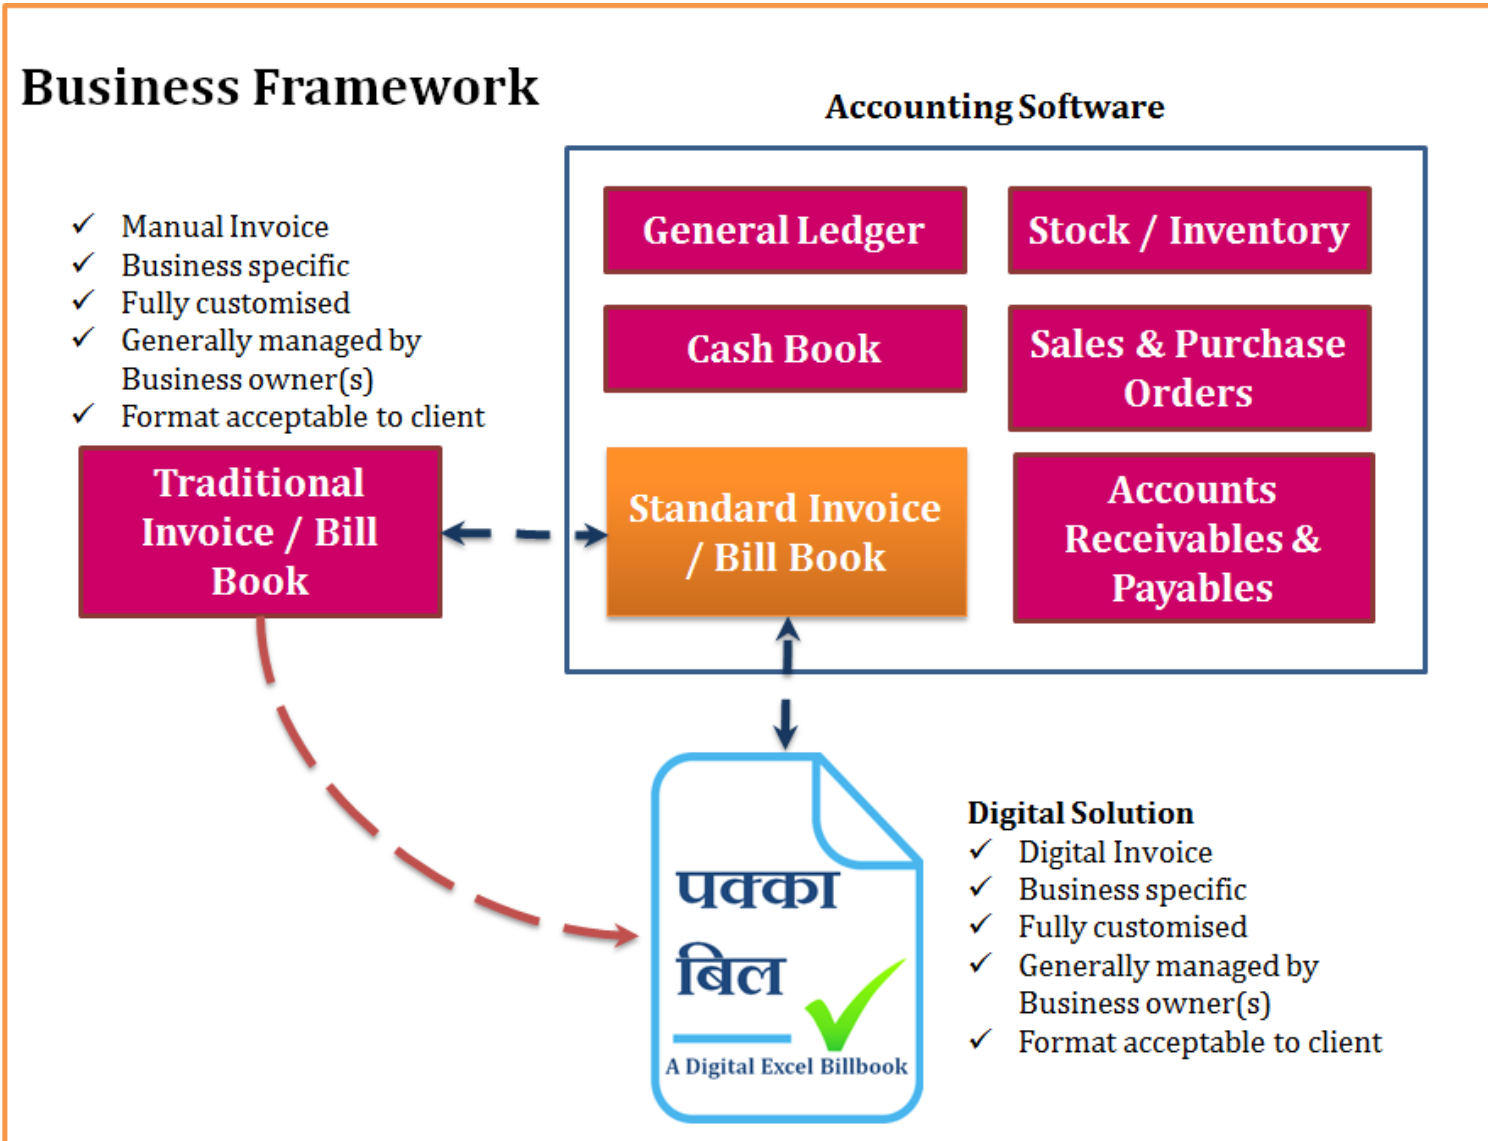 Business Framework
Accounting Software
✓ Manual Invoice
✓ Business specific
✓ Fully customised
✓ Generally managed by
Business owner(s)
✓ Format acceptable to client
Traditional
Invoice / Bill
Book
General Ledger
Stock / Inventory
Cash Book
Sales & Purchase
Orders
Standard Invoice
/ Bill Book
Accounts
Receivables &
Payables
पक्का
बिल
A Digital Excel Billbook
Digital Solution
✓ Digital Invoice
✓ Business specific
✓ Fully customised
✓ Generally managed by
Business owner(s)
✓ Format acceptable to client